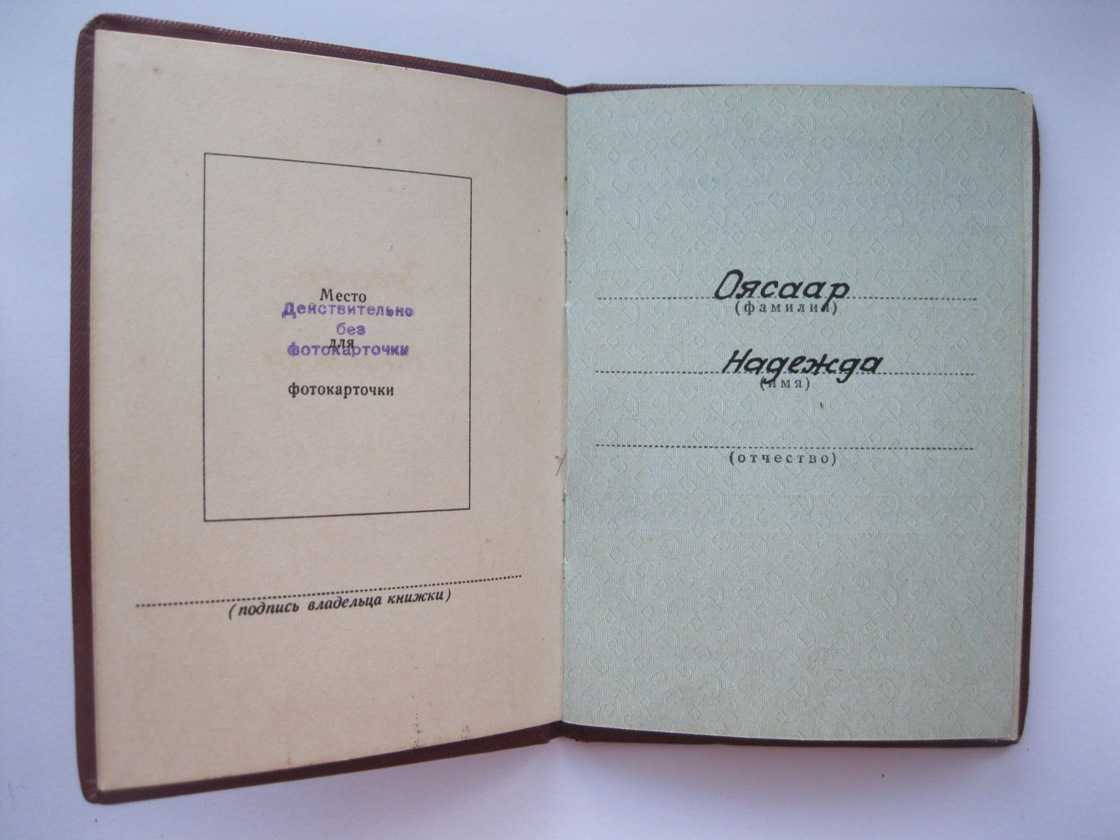 Место
Действительно
без
для
фотокарточки
фотокарточки
(подпись владельца книжки)
Оясаар
(фамилия)
Надежда
(имя)
(отчество)